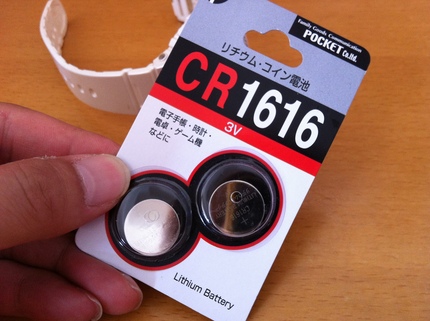 Family Goods Communication
POCKET Co.,ltd.
リチウム・コイン電池
CR1616
3V
電子手帳・時計・
電卓・ゲーム機
などに
Lithium Battery